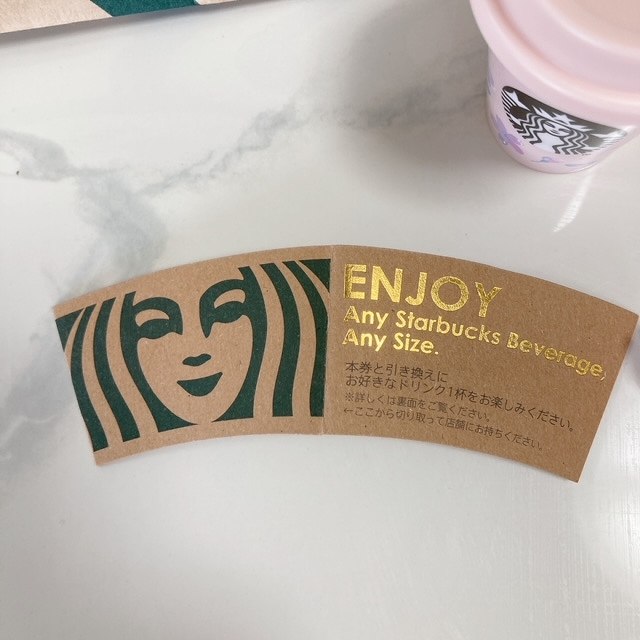 ENJOY
Any Starbucks Beverage,
Any Size.
本券と引き換えに
お好きなドリンク1杯をお楽しみください。
※詳しくは裏面をご覧ください。
←ここから切り取って店舗にお持ちください。